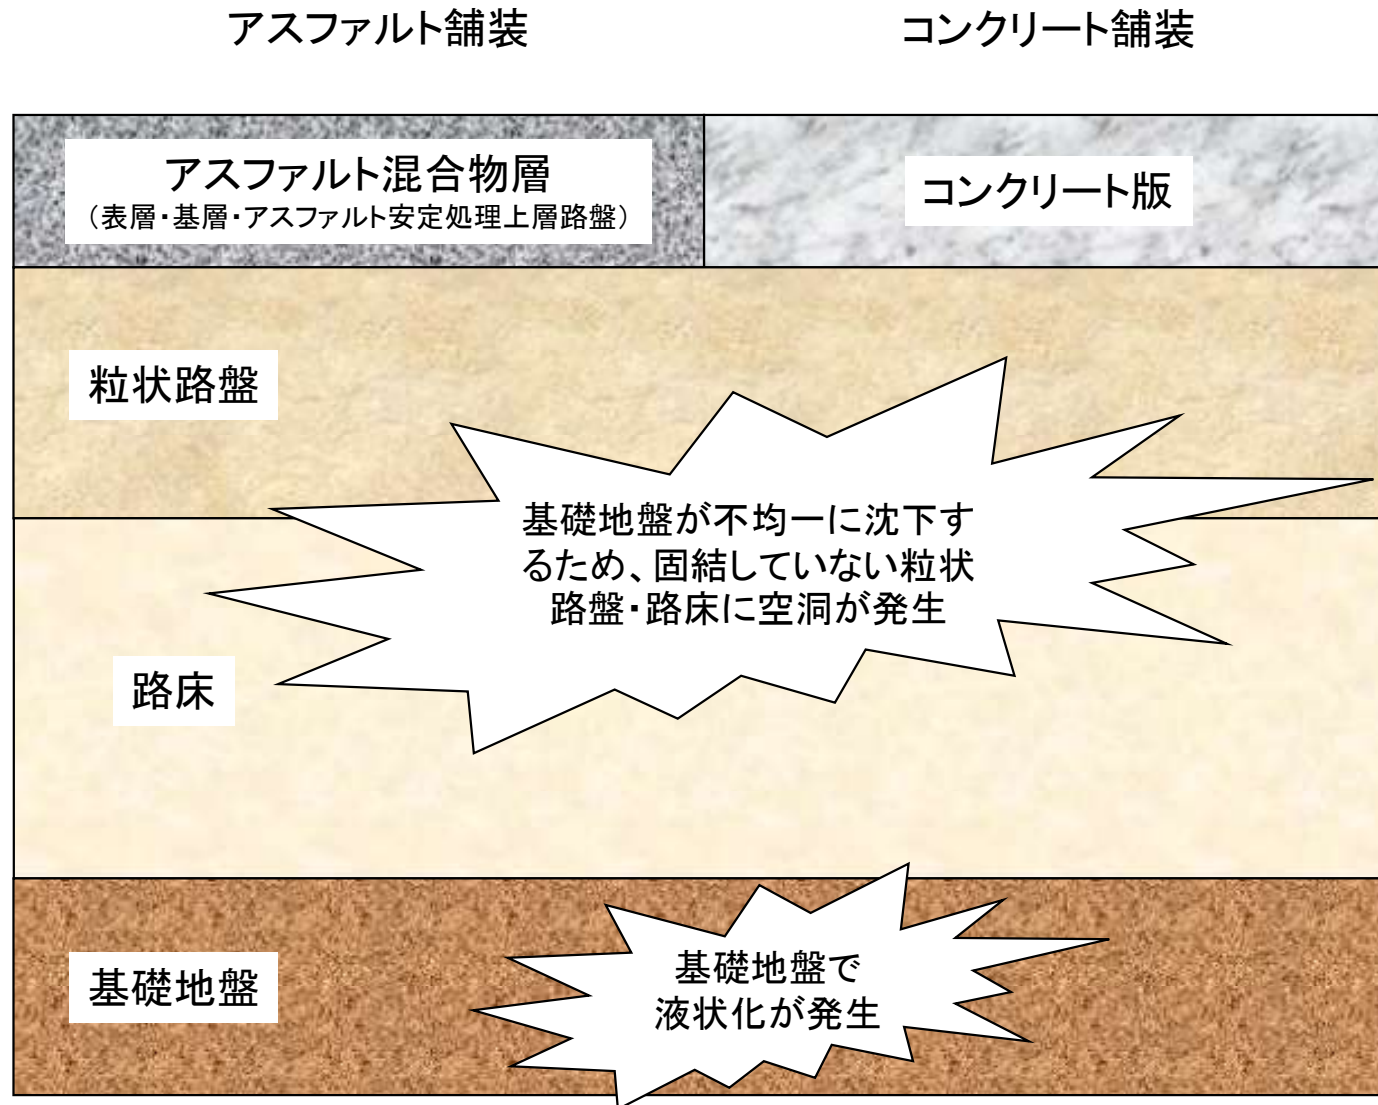 アスファルト舗装
コンクリート舗装
アスファルト混合物層
（表層・基層・アスファルト安定処理上層路盤）
コンクリート版
粒状路盤
基礎地盤が不均一に沈下す
るため、固結していない粒状
路盤・路床に空洞が発生
路床
基礎地盤
基礎地盤で
液状化が発生